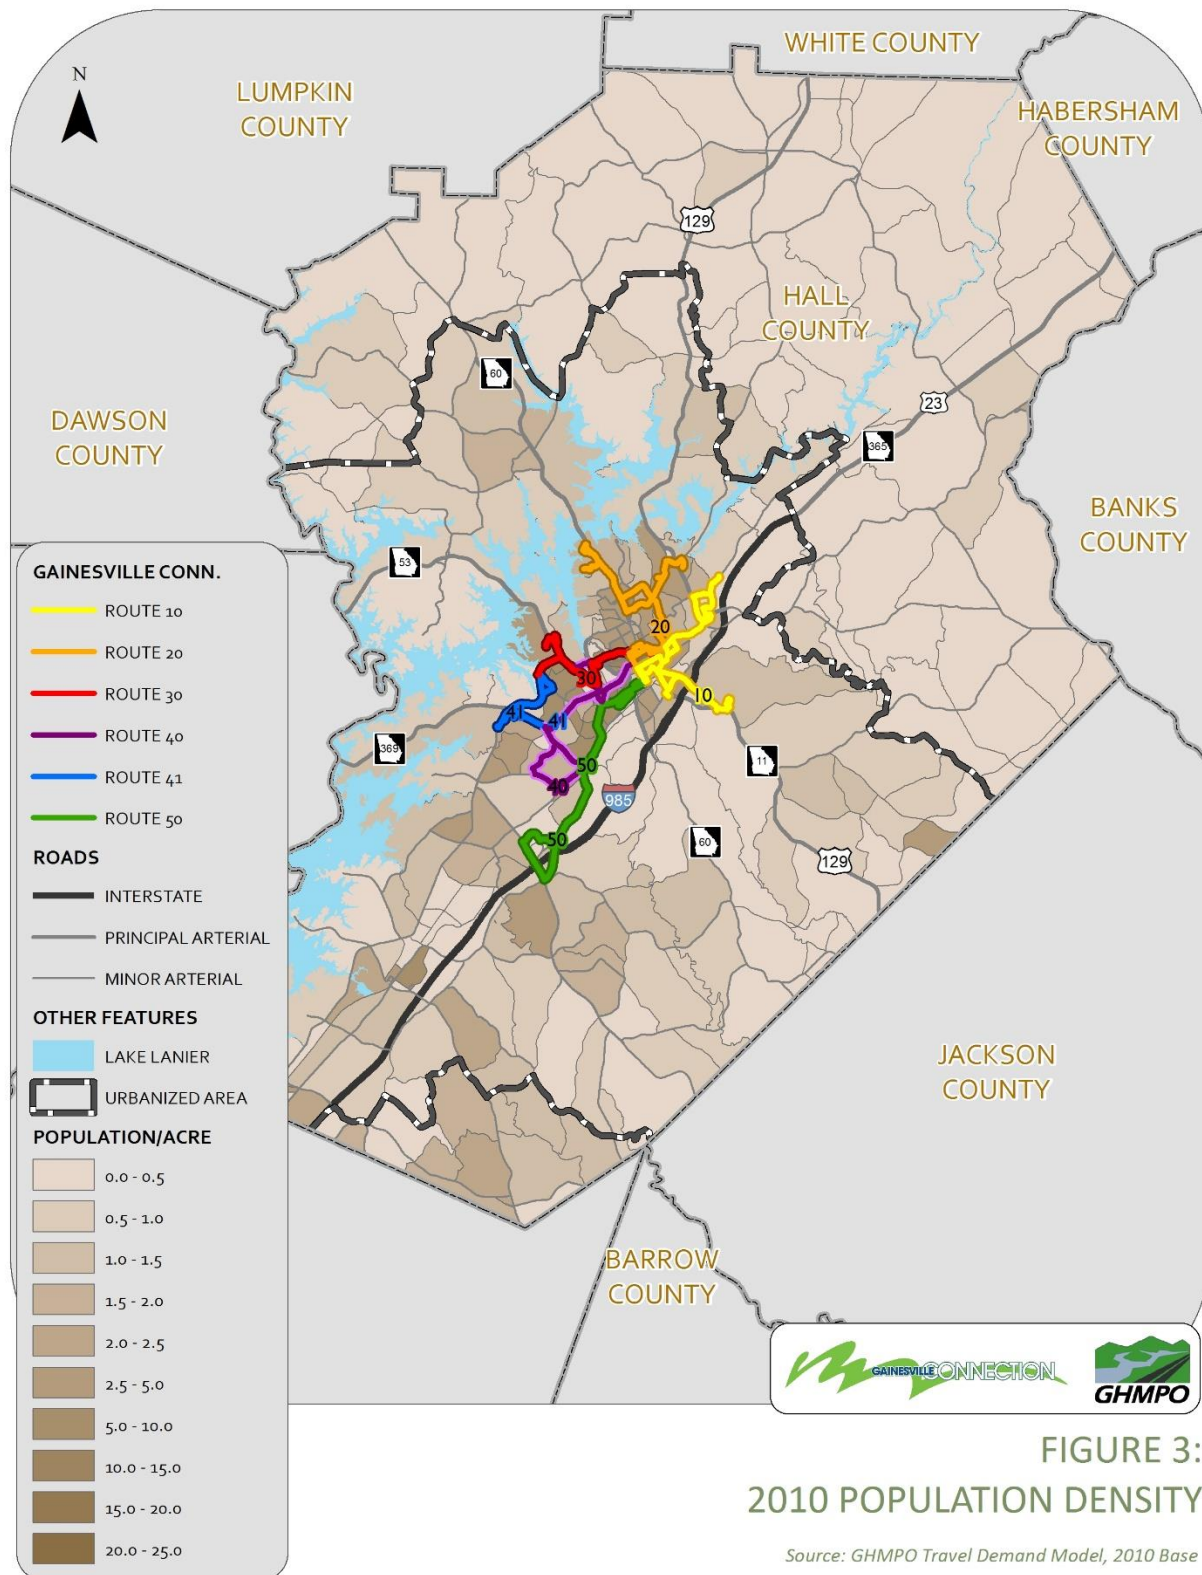 WHITE COUNTY
N
LUMPKIN
COUNTY
HABERSHAM
COUNTY
129
HALL
COUNTY
60
DAWSON
COUNTY
23
365
BANKS
COUNTY
53
20
30
10
41
41
369
50
11
40
985
50
60
129
JACKSON
COUNTY
BARROW
COUNTY
GAINESVILLE CONN.
ROUTE 10
ROUTE 20
ROUTE 30
ROUTE 40
ROUTE 41
ROUTE 50
ROADS
INTERSTATE
PRINCIPAL ARTERIAL
MINOR ARTERIAL
OTHER FEATURES
LAKE LANIER
URBANIZED AREA
POPULATION/ACRE
0.0 - 0.5
0.5 - 1.0
1.0 - 1.5
1.5 - 2.0
2.0 - 2.5
2.5 - 5.0
5.0 - 10.0
10.0 - 15.0
15.0 - 20.0
20.0 - 25.0
GAINESVILLE CONNECTION
GHMPO
FIGURE 3:
2010 POPULATION DENSITY
Source: GHMPO Travel Demand Model, 2010 Base